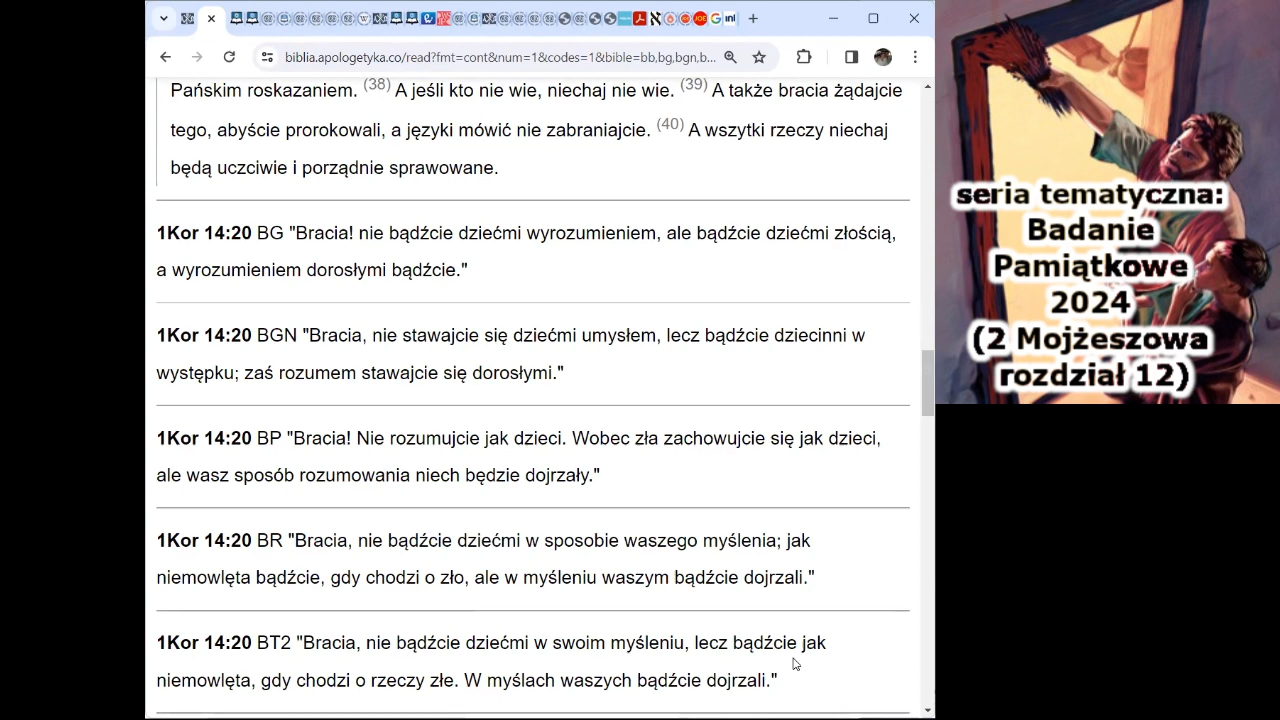 biblia.apologetyka.co/read?fmt=cont&num=1&codes=1&bible=bb,bg,bgn,b...
Pańskim roskazaniem. (38) A jeśli kto nie wie, niechaj nie wie. (39) A także bracia żądajcie
tego, abyście prorokowali, a języki mówić nie zabraniajcie. (40) A wszytki rzeczy niechaj
będą uczciwie i porządnie sprawowane.
1Kor 14:20 BG "Bracia! nie bądźcie dziećmi wyrozumieniem, ale bądźcie dziećmi złością,
a wyrozumieniem dorosłymi bądźcie."
1Kor 14:20 BGN "Bracia, nie stawajcie się dziećmi umysłem, lecz bądźcie dziecinni w
występku; zaś rozumem stawajcie się dorosłymi."
1Kor 14:20 BP "Bracia! Nie rozumujcie jak dzieci. Wobec zła zachowujcie się jak dzieci,
ale wasz sposób rozumowania niech będzie dojrzały."
1Kor 14:20 BR "Bracia, nie bądźcie dziećmi w sposobie waszego myślenia; jak
niemowlęta bądźcie, gdy chodzi o zło, ale w myśleniu waszym bądźcie dojrzali."
1Kor 14:20 BT2 "Bracia, nie bądźcie dziećmi w swoim myśleniu, lecz bądźcie jak
niemowlęta, gdy chodzi o rzeczy złe. W myślach waszych bądźcie dojrzali."
seria tematyczna:
Badanie
Pamiątkowe
2024
(2 Mojżeszowa
rozdział 12)